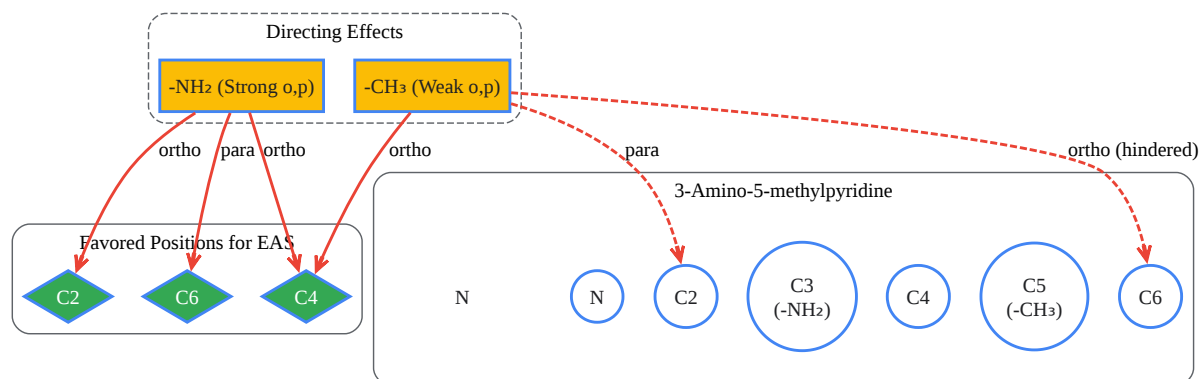 Directing Effects
-NH₂ (Strong o,p)
-CH₃ (Weak o,p)
ortho
para
ortho
ortho
para
ortho (hindered)
3-Amino-5-methylpyridine
Favored Positions for EAS
C2
C6
C4
N
N
C2
C3
(-NH₂)
C4
C5
(-CH₃)
C6